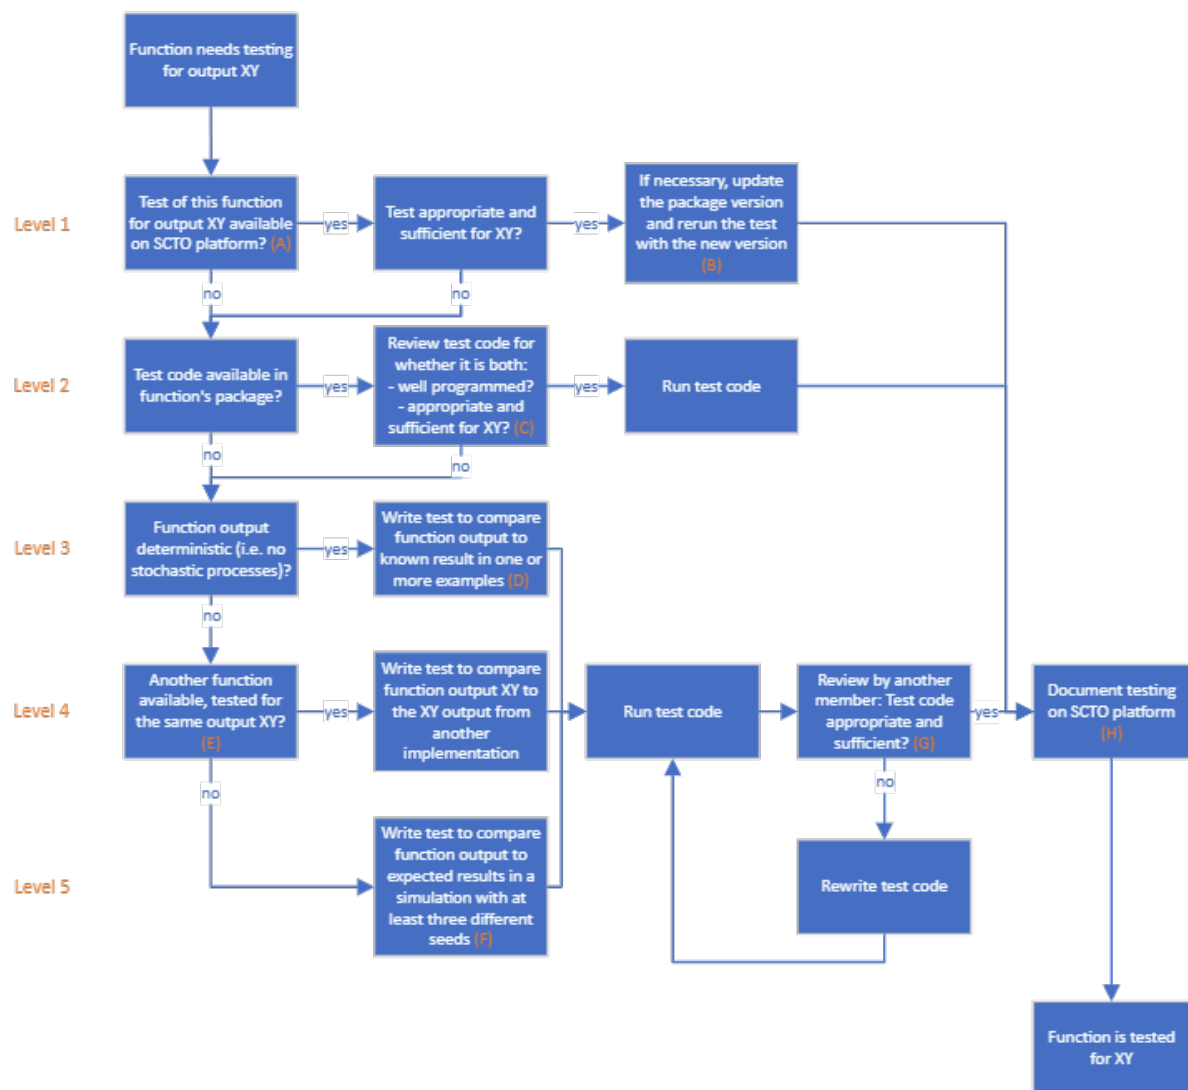 Function needs testing
for output XY
Level 1
Test of this function
for output XY available
on SCTO platform? (A)
yes
Test appropriate and
sufficient for XY?
yes
If necessary, update
the package version
and rerun the test
with the new version
(B)
no
no
Level 2
Test code available in
function's package?
yes
Review test code for
whether it is both:
- well programmed?
- appropriate and
sufficient for XY? (C)
yes
Run test code
no
no
Level 3
Function output
deterministic (i.e. no
stochastic processes)?
yes
Write test to compare
function output to
known result in one or
more examples (D)
no
Level 4
Another function
available, tested for
the same output XY?
(E)
yes
Write test to compare
function output XY to
the XY output from
another
implementation
Run test code
Review by another
member: Test code
appropriate and
sufficient? (G)
yes
Document testing
on SCTO platform
(H)
no
no
Level 5
Write test to compare
function output to
expected results in a
simulation with at
least three different
seeds (F)
Rewrite test code
Function is tested
for XY